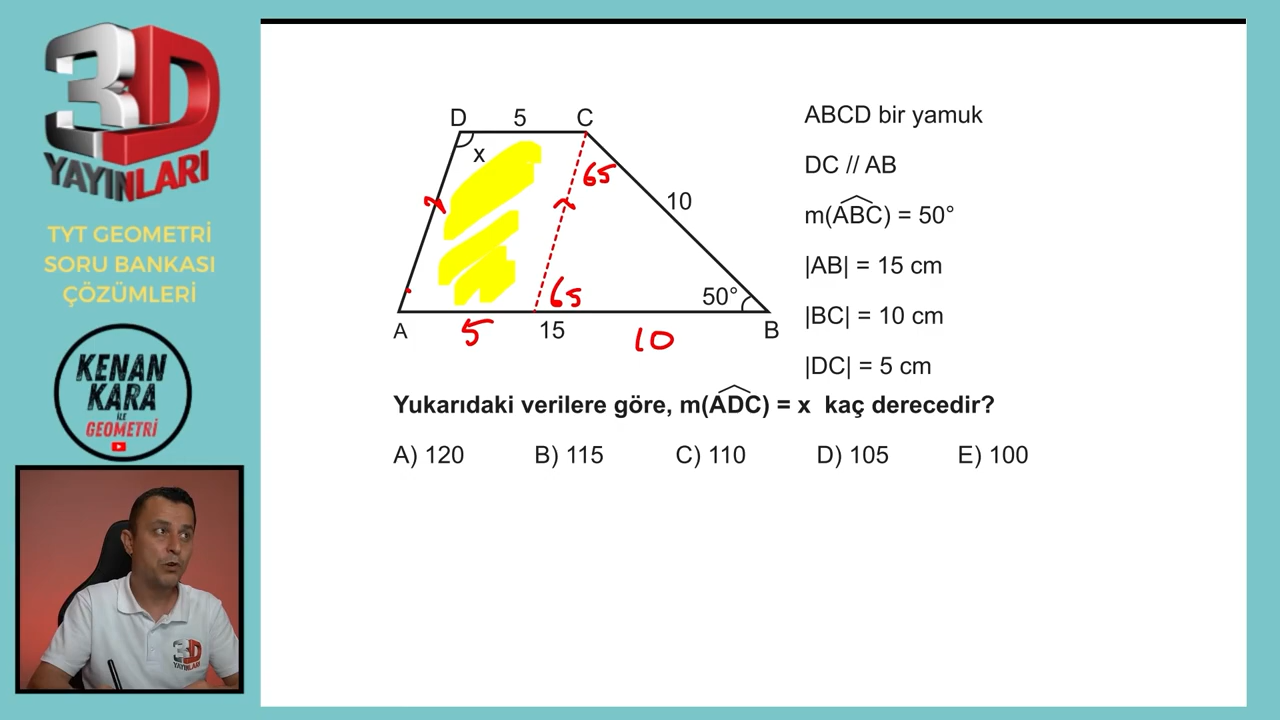 3D
YAYINLARI
TYT GEOMETRİ
SORU BANKASI
ÇÖZÜMLERİ
KENAN
KARA
İLE
GEOMETRİ
3D
YAYINLARI
D 5 C
x
65
10
65
50°
A 5 15 10 B
ABCD bir yamuk
DC // AB
m(ABC) = 50°
|AB| = 15 cm
|BC| = 10 cm
|DC| = 5 cm
Yukarıdaki verilere göre, m(ADC) = x kaç derecedir?
A) 120 B) 115 C) 110 D) 105 E) 100